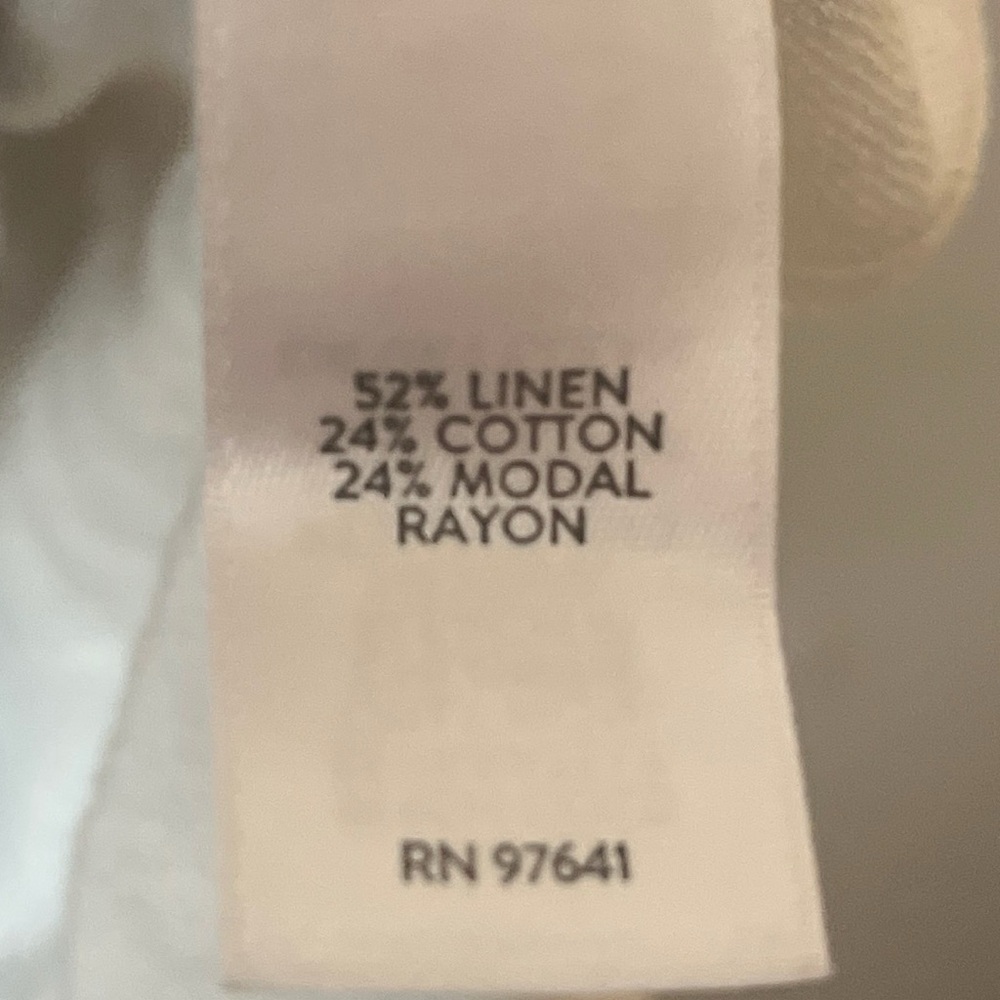 52% LINEN
24% COTTON
24% MODAL
RAYON
RN 97641